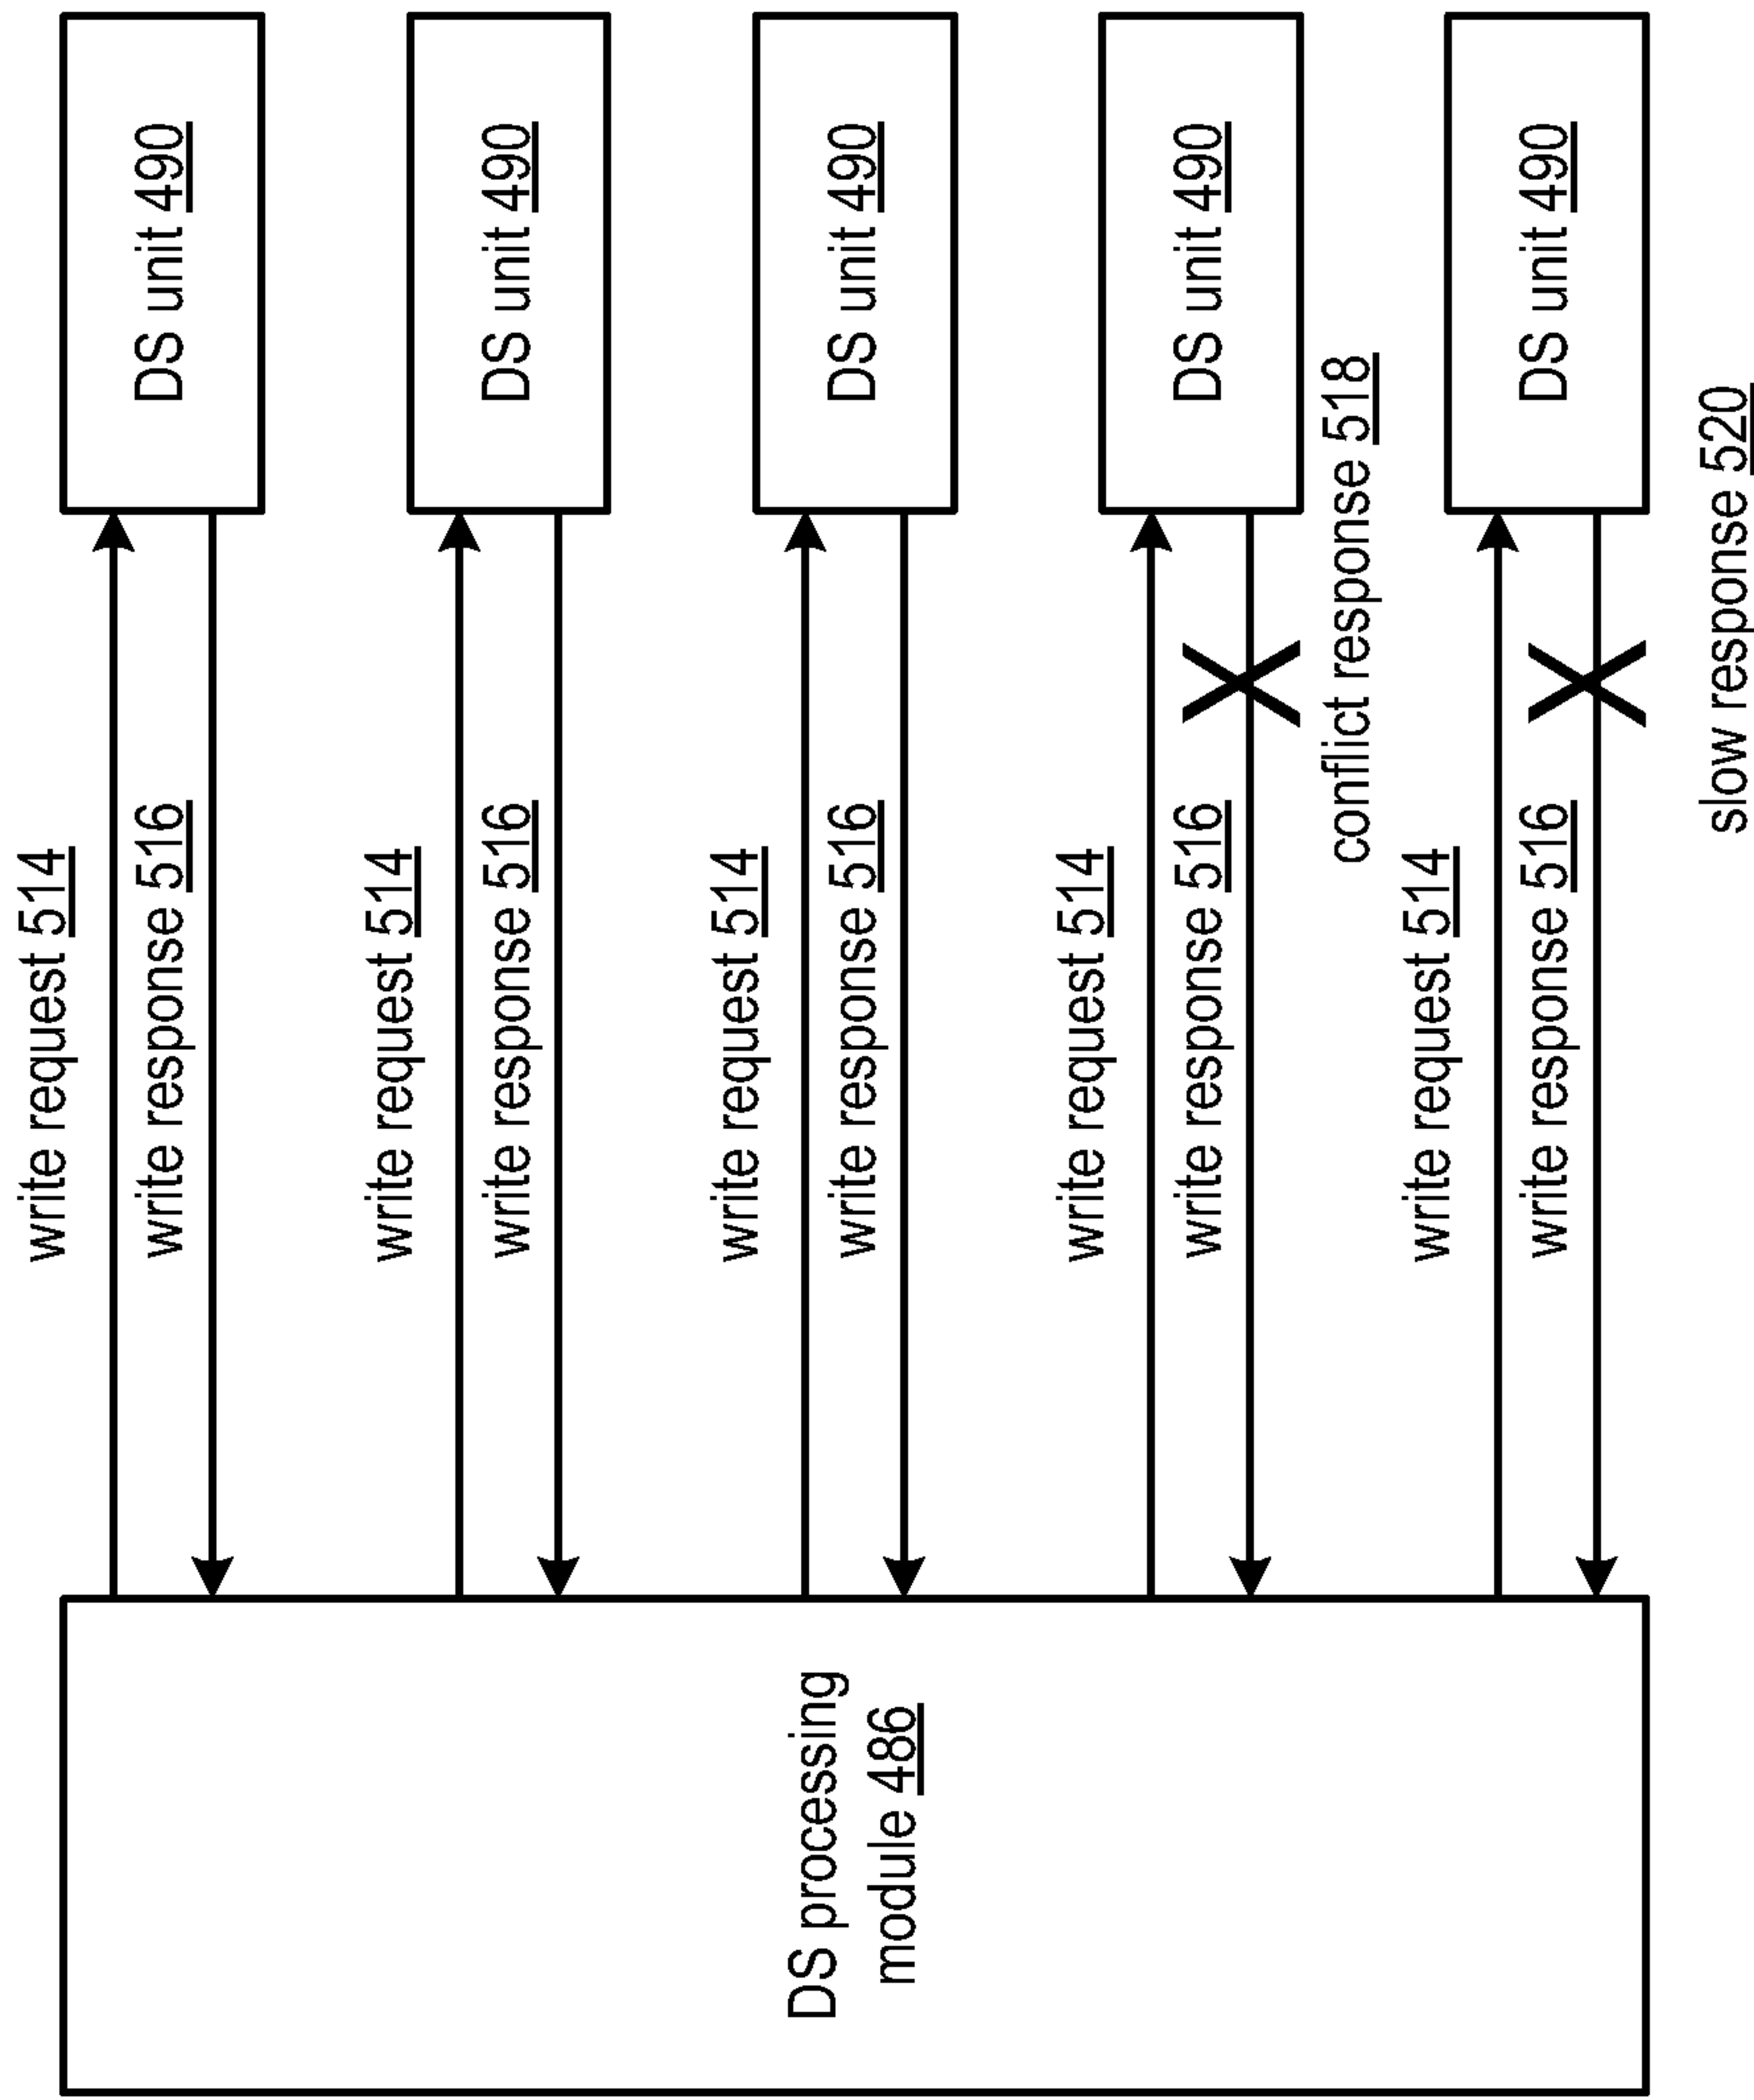 write request 514
write response 516
DS unit 490
write request 514
write response 516
DS unit 490
DS processing
module 486
write request 514
write response 516
DS unit 490
write request 514
write response 516
DS unit 490
conflict response 518
write request 514
write response 516
DS unit 490
slow response 520